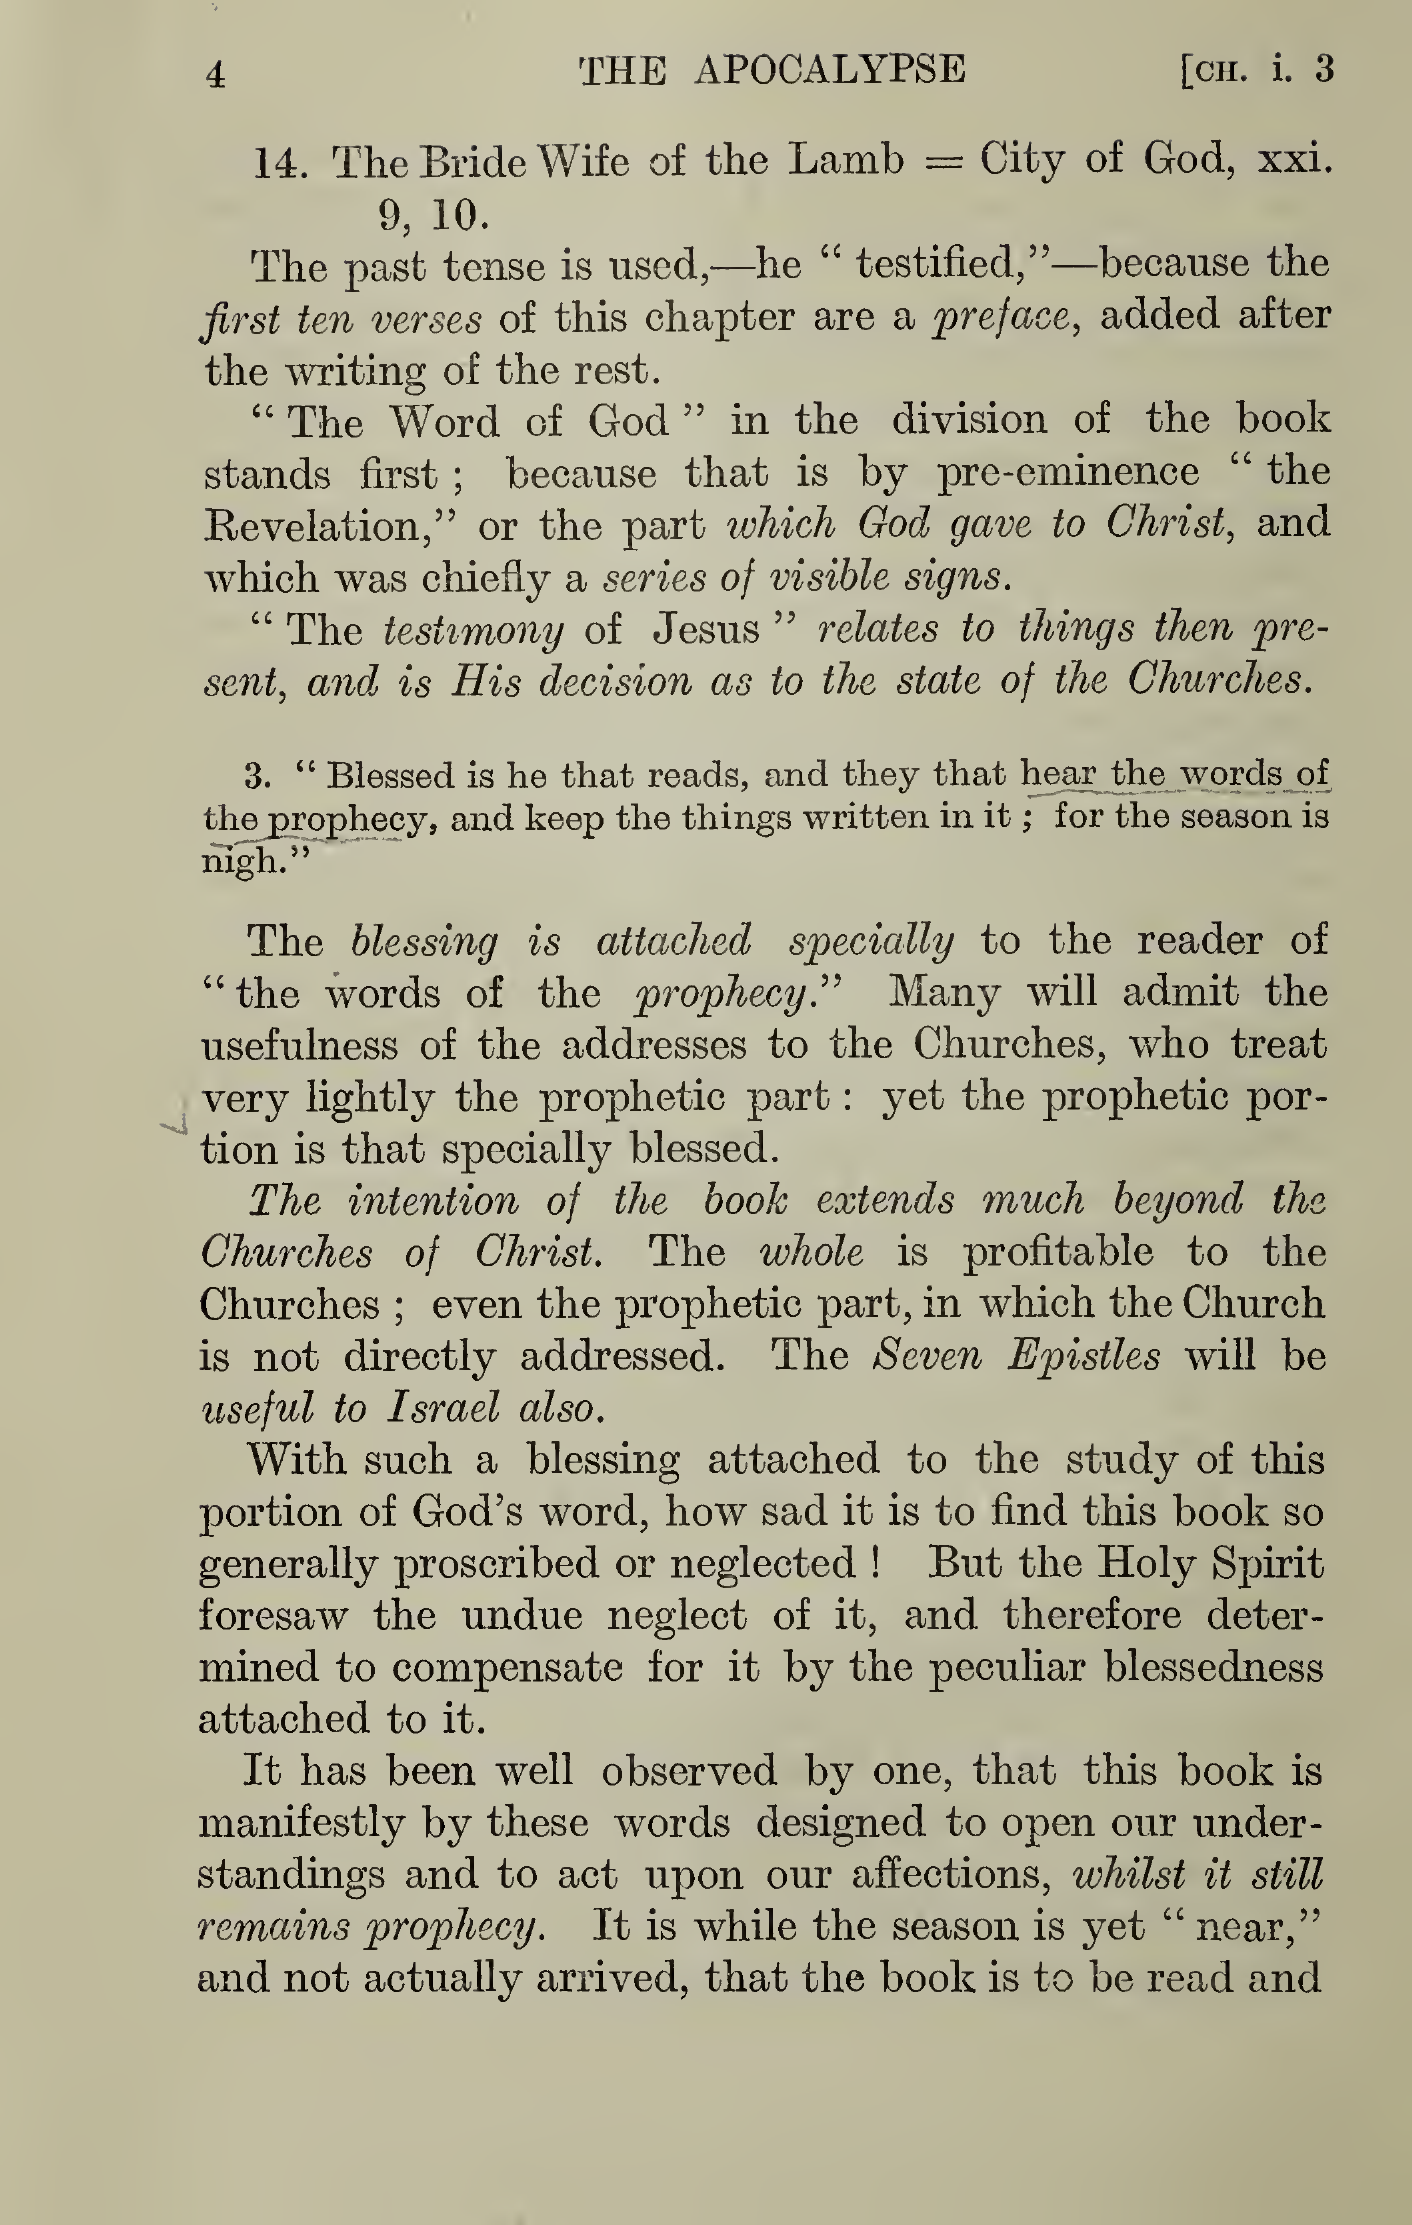 4 THE APOCALYPSE [CH. i. 3
14. The Bride Wife of the Lamb = City of God, xxi.
9, 10.
The past tense is used,—he “ testified,”—because the
first ten verses of this chapter are a preface, added after
the writing of the rest.
“ The Word of God ” in the division of the book
stands first ; because that is by pre-eminence “ the
Revelation,” or the part which God gave to Christ, and
which was chiefly a series of visible signs.
“ The testimony of Jesus ” relates to things then pre-
sent, and is His decision as to the state of the Churches.
3. “ Blessed is he that reads, and they that hear the words of
the prophecy, and keep the things written in it ; for the season is
nigh.”
The blessing is attached specially to the reader of
“ the words of the prophecy.” Many will admit the
usefulness of the addresses to the Churches, who treat
very lightly the prophetic part : yet the prophetic por-
tion is that specially blessed.
The intention of the book extends much beyond the
Churches of Christ. The whole is profitable to the
Churches ; even the prophetic part, in which the Church
is not directly addressed. The Seven Epistles will be
useful to Israel also.
With such a blessing attached to the study of this
portion of God’s word, how sad it is to find this book so
generally proscribed or neglected ! But the Holy Spirit
foresaw the undue neglect of it, and therefore deter-
mined to compensate for it by the peculiar blessedness
attached to it.
It has been well observed by one, that this book is
manifestly by these words designed to open our under-
standings and to act upon our affections, whilst it still
remains prophecy. It is while the season is yet “ near,”
and not actually arrived, that the book is to be read and